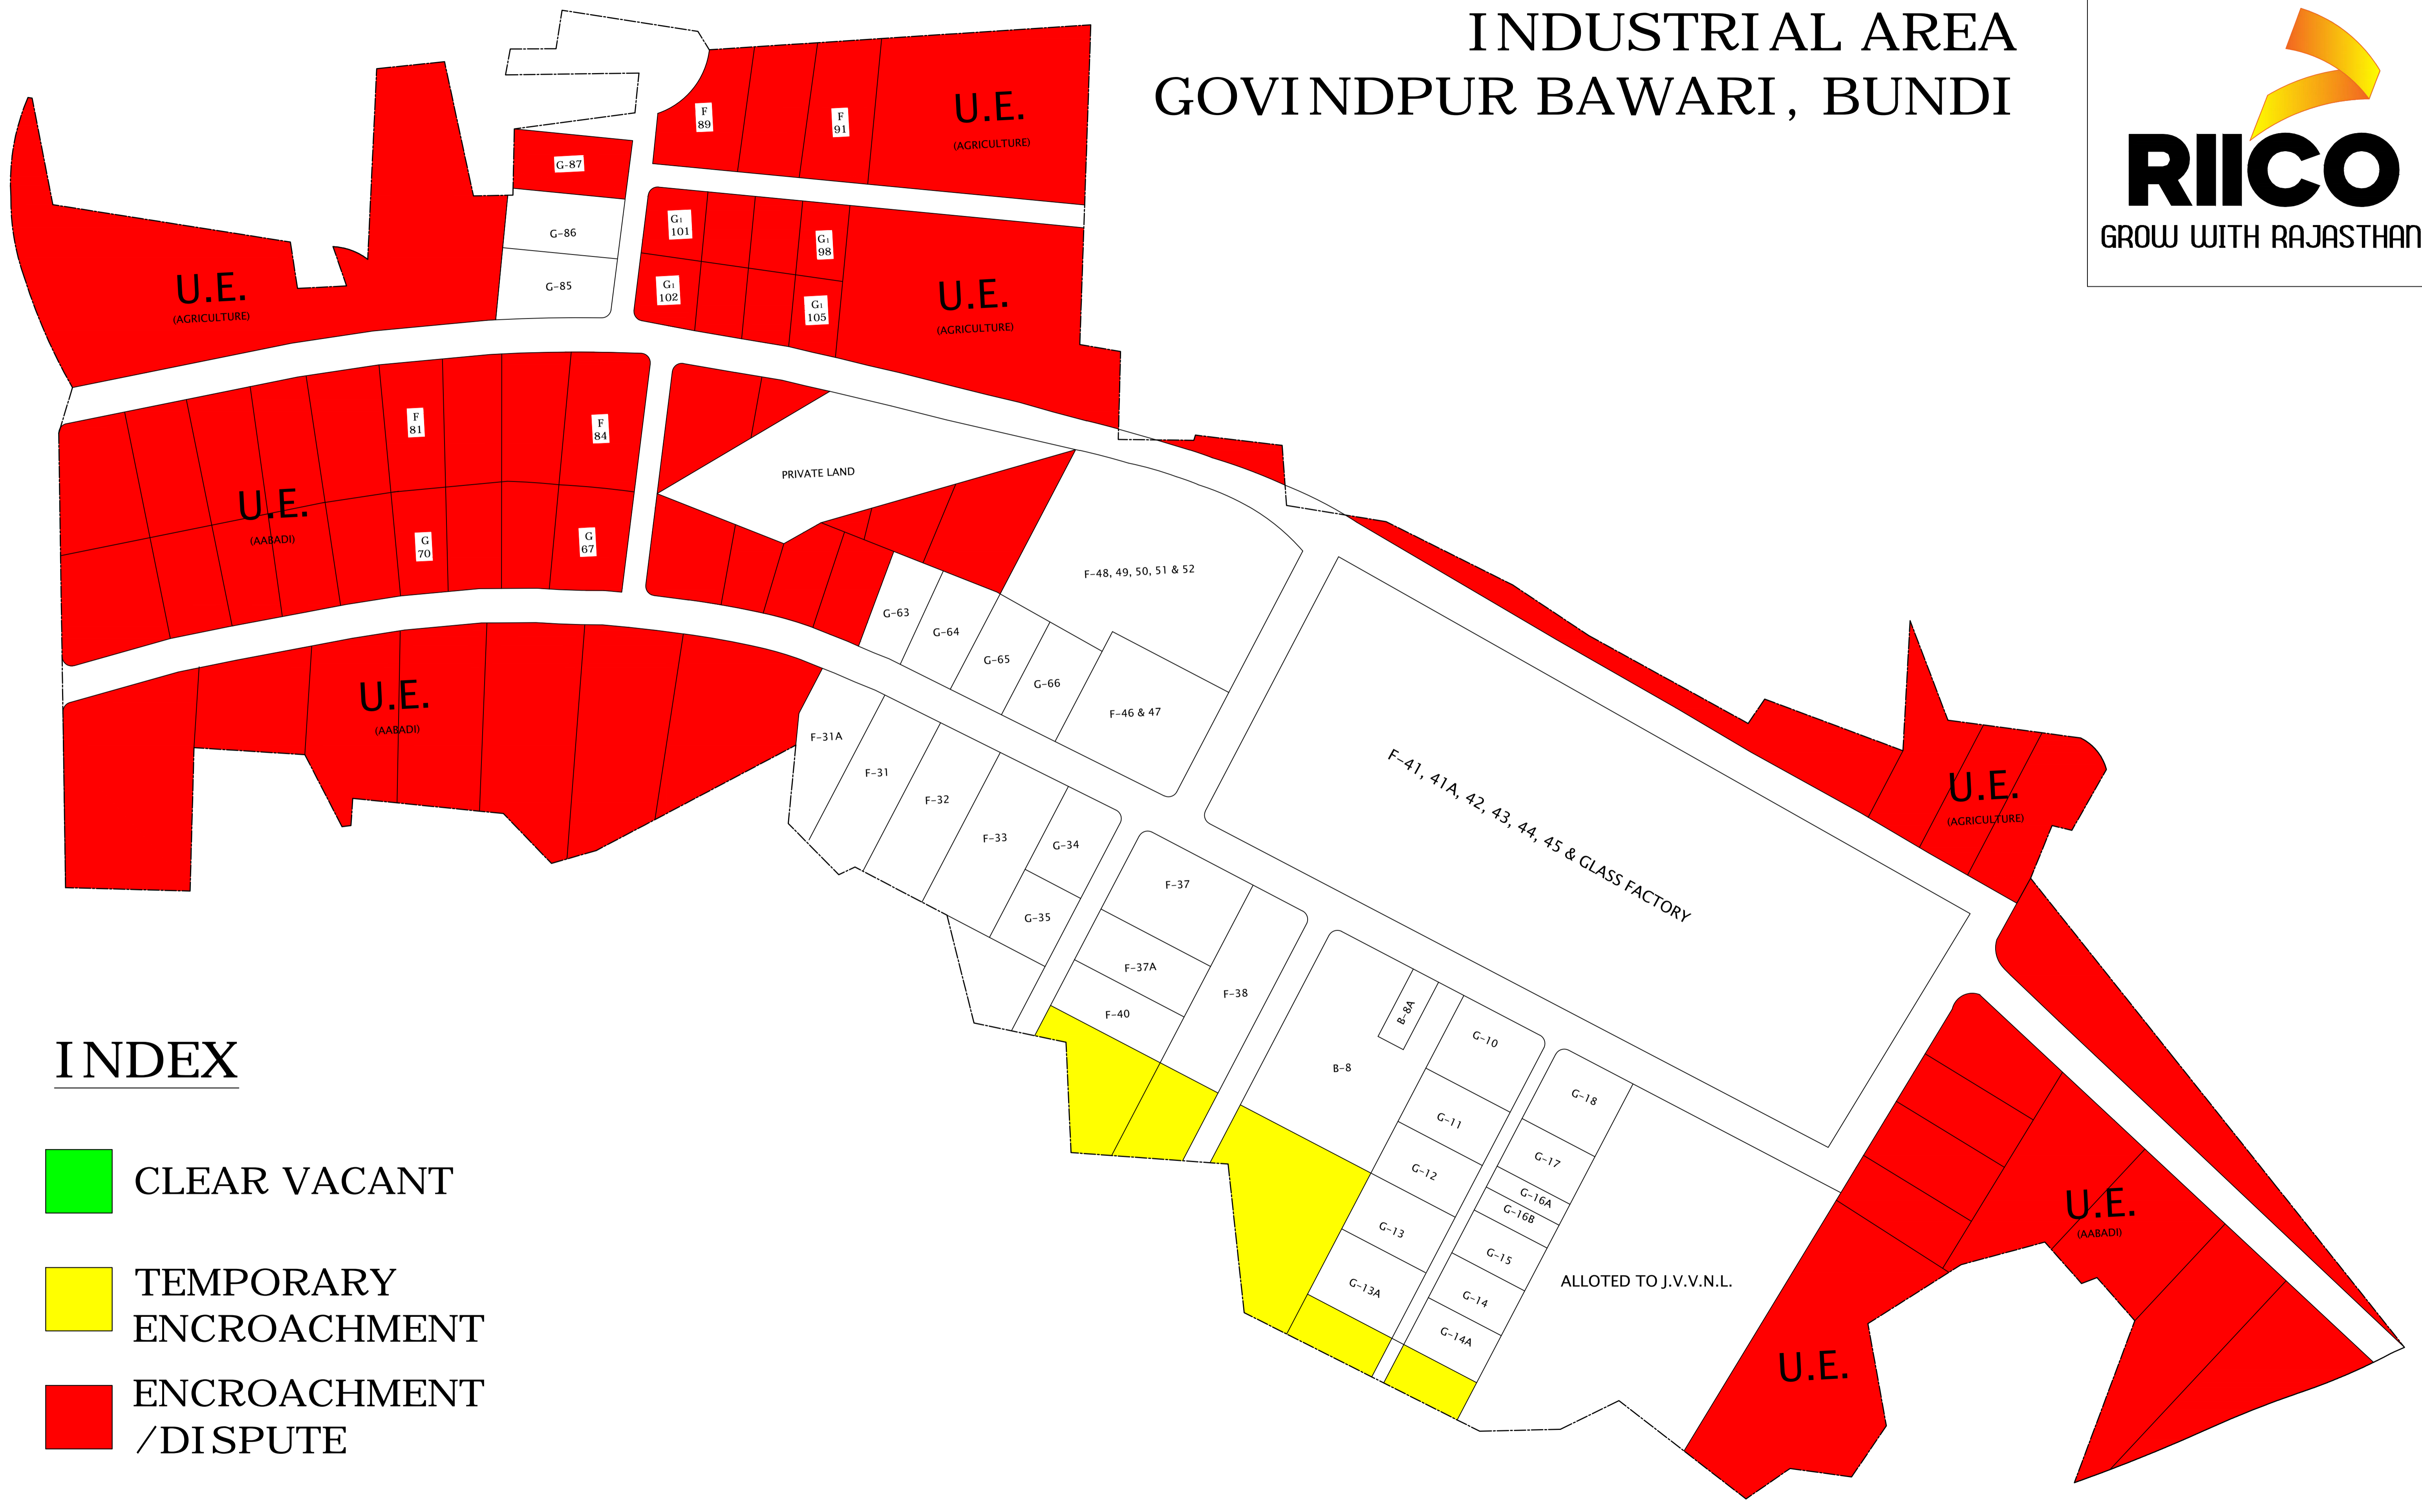 INDUSTRIAL AREA
GOVINDPUR BAWARI, BUNDI
RIICO
GROW WITH RAJASTHAN
F
89
F
91
U.E.
(AGRICULTURE)
G-87
G-86
G-85
G1
101
G1
98
G1
102
G1
105
U.E.
(AGRICULTURE)
U.E.
(AGRICULTURE)
F
81
F
84
U.E.
(AABADI)
G
70
G
67
PRIVATE LAND
F-48, 49, 50, 51 & 52
G-63
G-64
G-65
G-66
F-46 & 47
U.E.
(AABADI)
F-31A
F-31
F-32
F-33
G-34
G-35
F-41, 41A, 42, 43, 44, 45 & GLASS FACTORY
U.E.
(AGRICULTURE)
F-37
F-37A
F-38
F-40
B-8A
B-8
G-10
G-11
G-12
G-13
G-13A
G-18
G-17
G-16A
G-16B
G-15
G-14
G-14A
ALLOTED TO J.V.V.N.L.
U.E.
(AABADI)
U.E.
INDEX
CLEAR VACANT
TEMPORARY
ENCROACHMENT
ENCROACHMENT
/DISPUTE